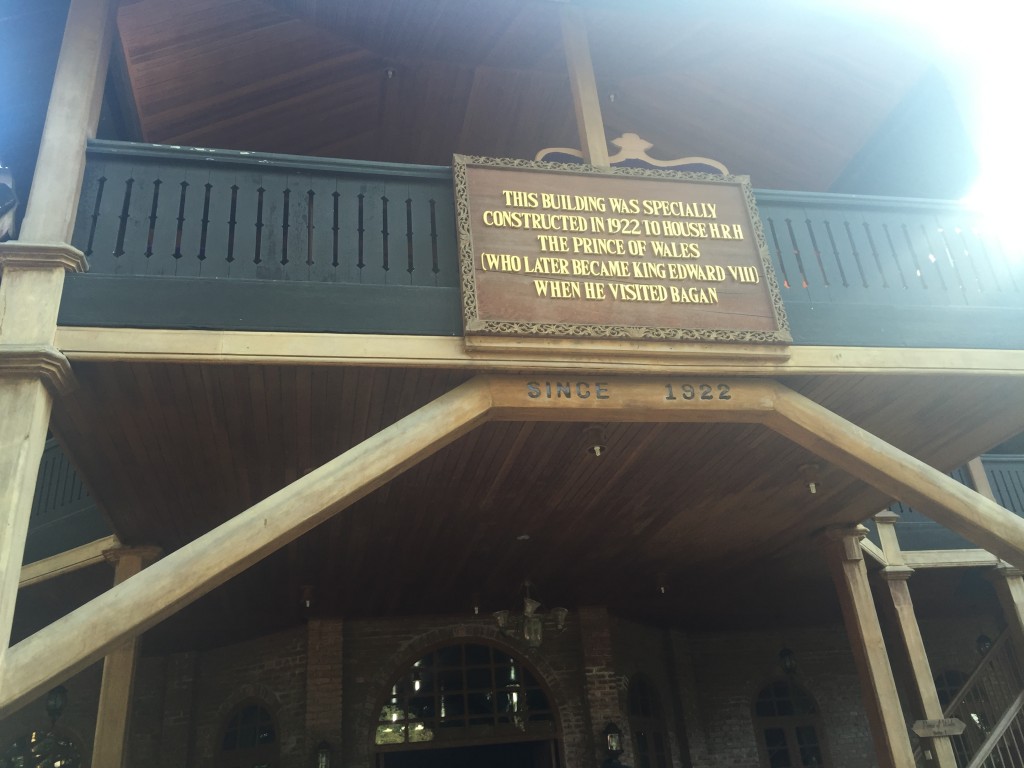 THIS BUILDING WAS SPECIALLY
CONSTRUCTED IN 1922 TO HOUSE H R H
THE PRINCE OF WALES
(WHO LATER BECAME KING EDWARD VIII)
WHEN HE VISITED BAGAN
SINCE 1922